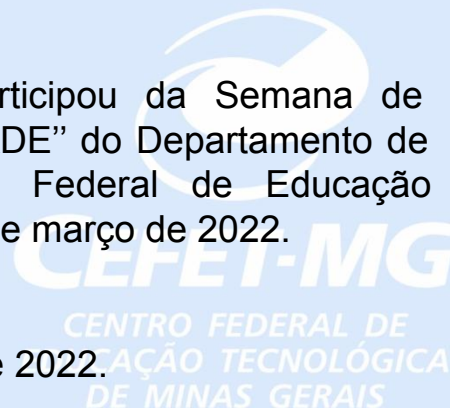 rticipou da Semana de
DE” do Departamento de
Federal de Educação
e março de 2022.
CEFET-MG
CENTRO FEDERAL DE
EDUCAÇÃO TECNOLÓGICA
e 2022.
DE MINAS GERAIS